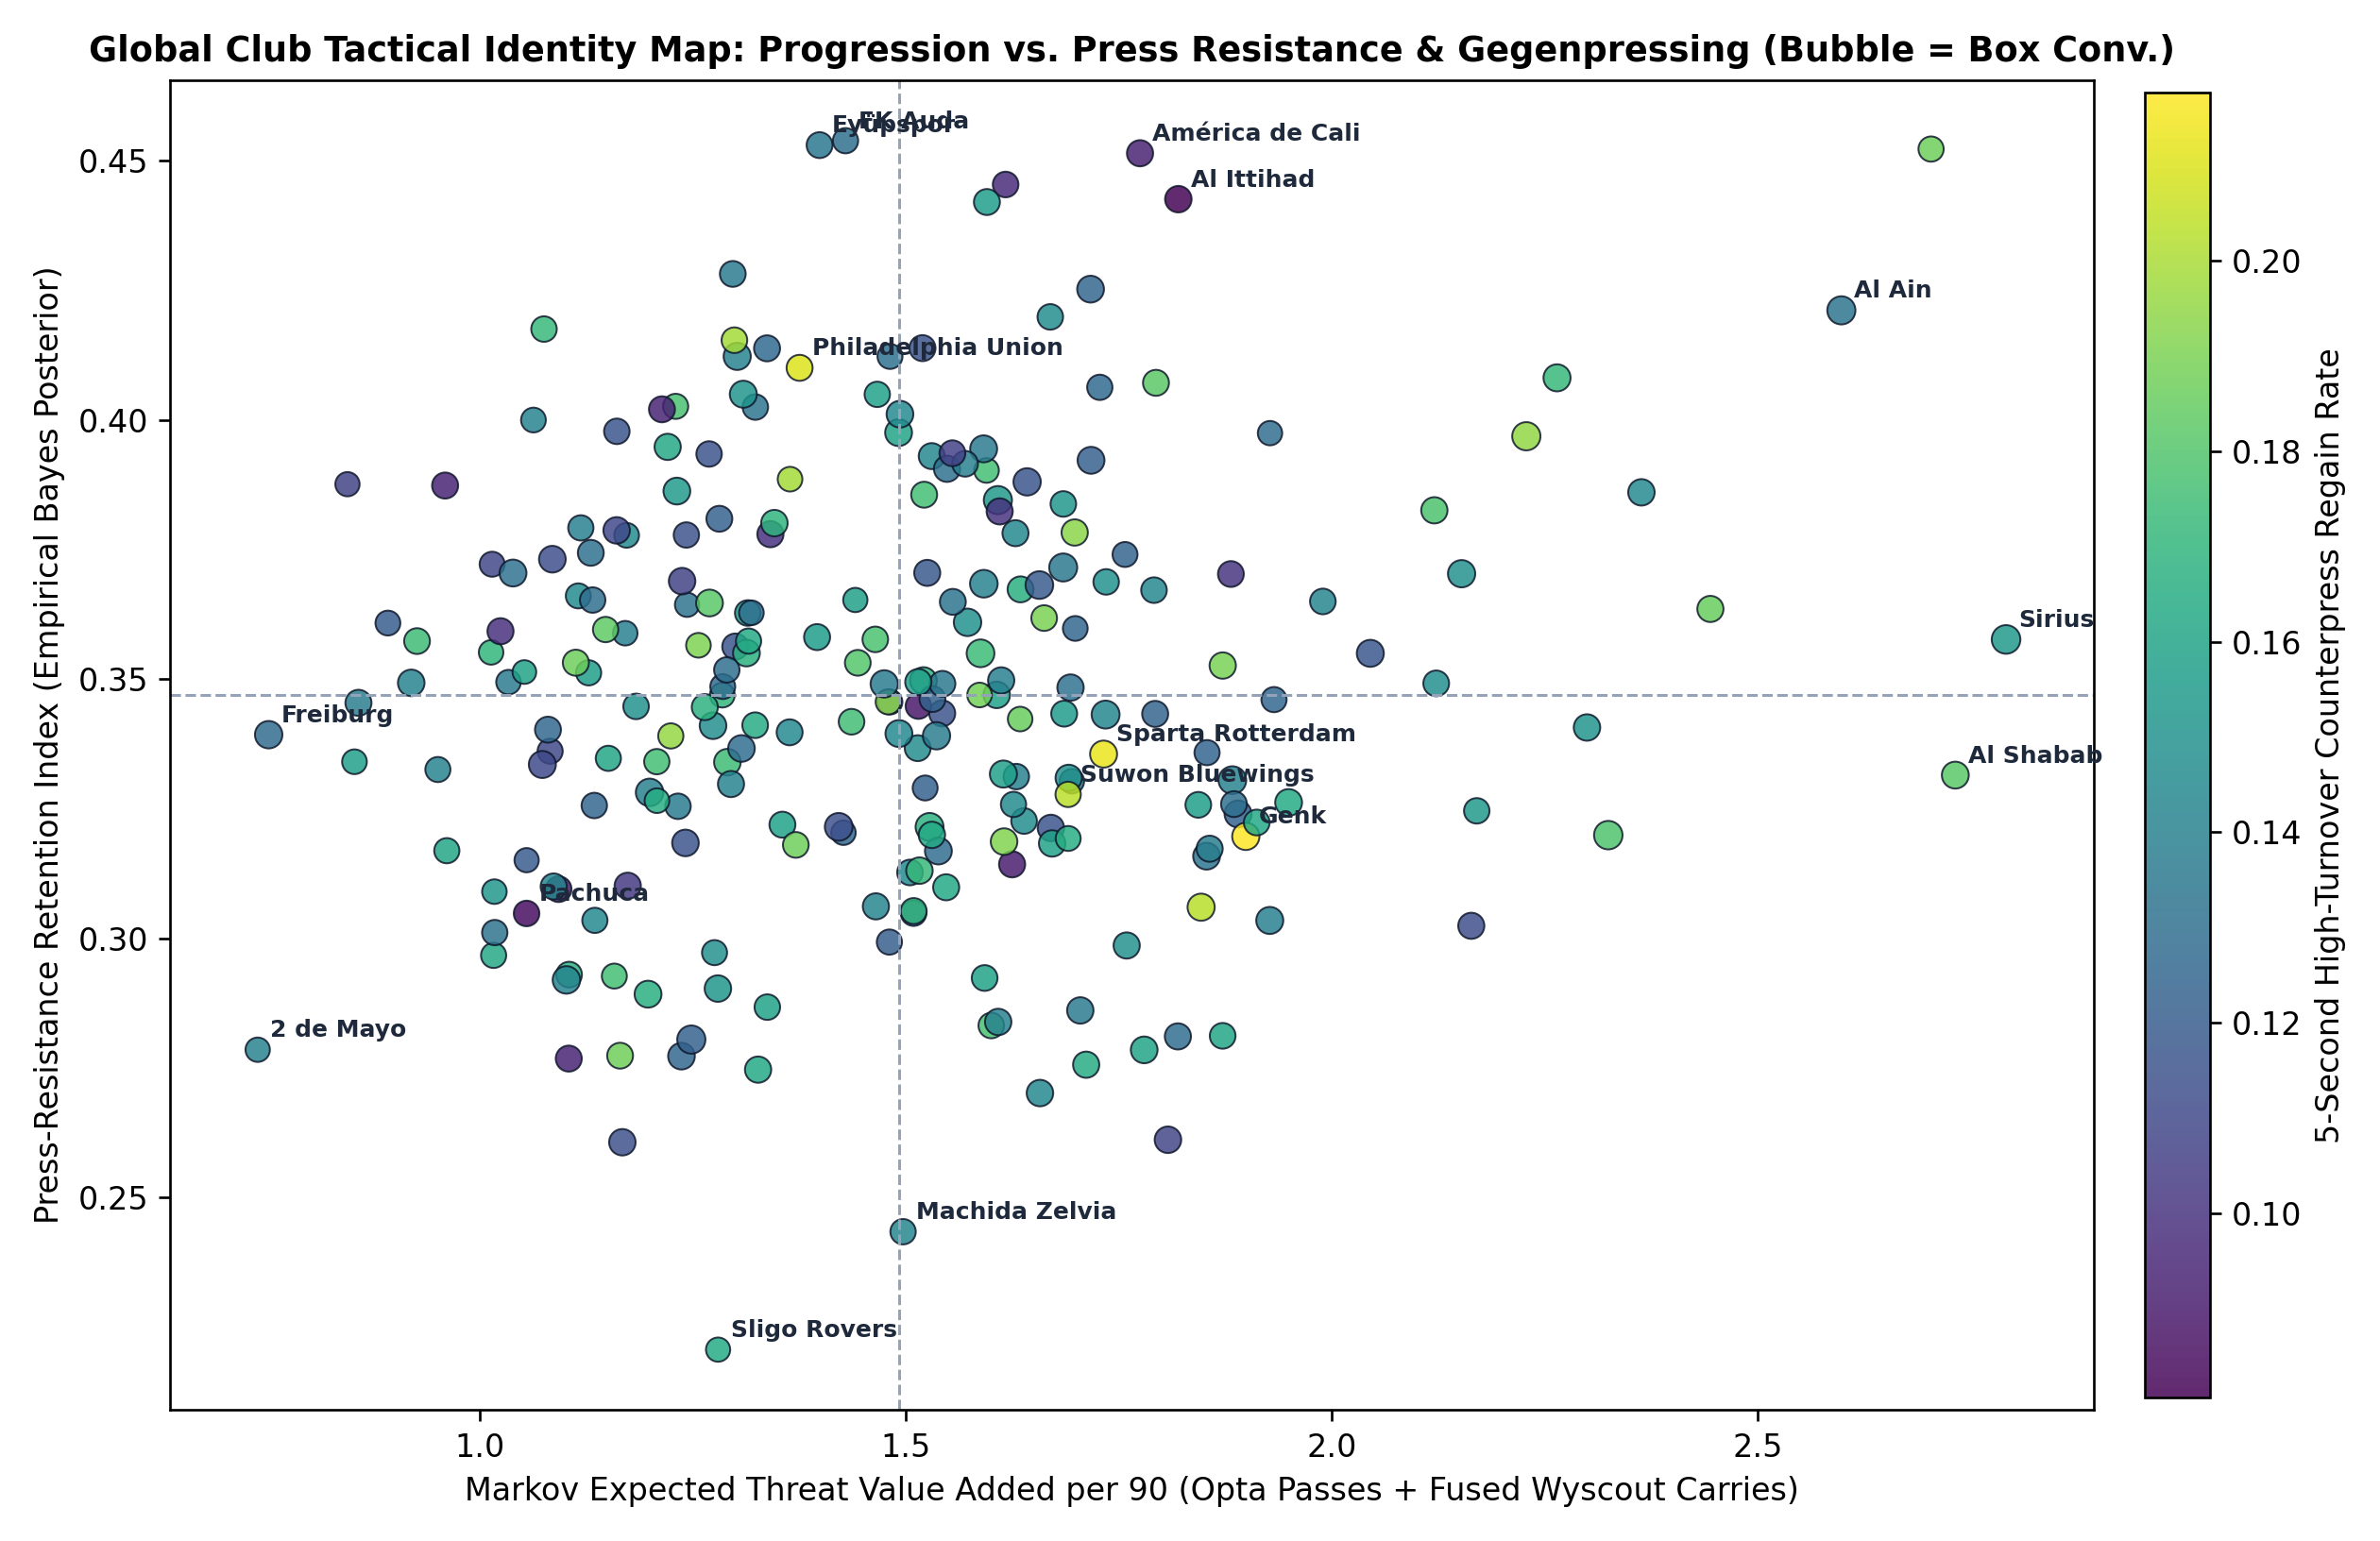 Global Club Tactical Identity Map: Progression vs. Press Resistance & Gegenpressing (Bubble = Box Conv.)
Press-Resistance Retention Index (Empirical Bayes Posterior)
0.45
0.40
0.35
0.30
0.25
Eyüpspor
FK Auda
América de Cali
Al Ittihad
Al Ain
Philadelphia Union
Sirius
Freiburg
Sparta Rotterdam
Al Shabab
Suwon Bluewings
Genk
Pachuca
2 de Mayo
Machida Zelvia
Sligo Rovers
1.0
1.5
2.0
2.5
Markov Expected Threat Value Added per 90 (Opta Passes + Fused Wyscout Carries)
0.20
0.18
0.16
0.14
0.12
0.10
5-Second High-Turnover Counterpress Regain Rate